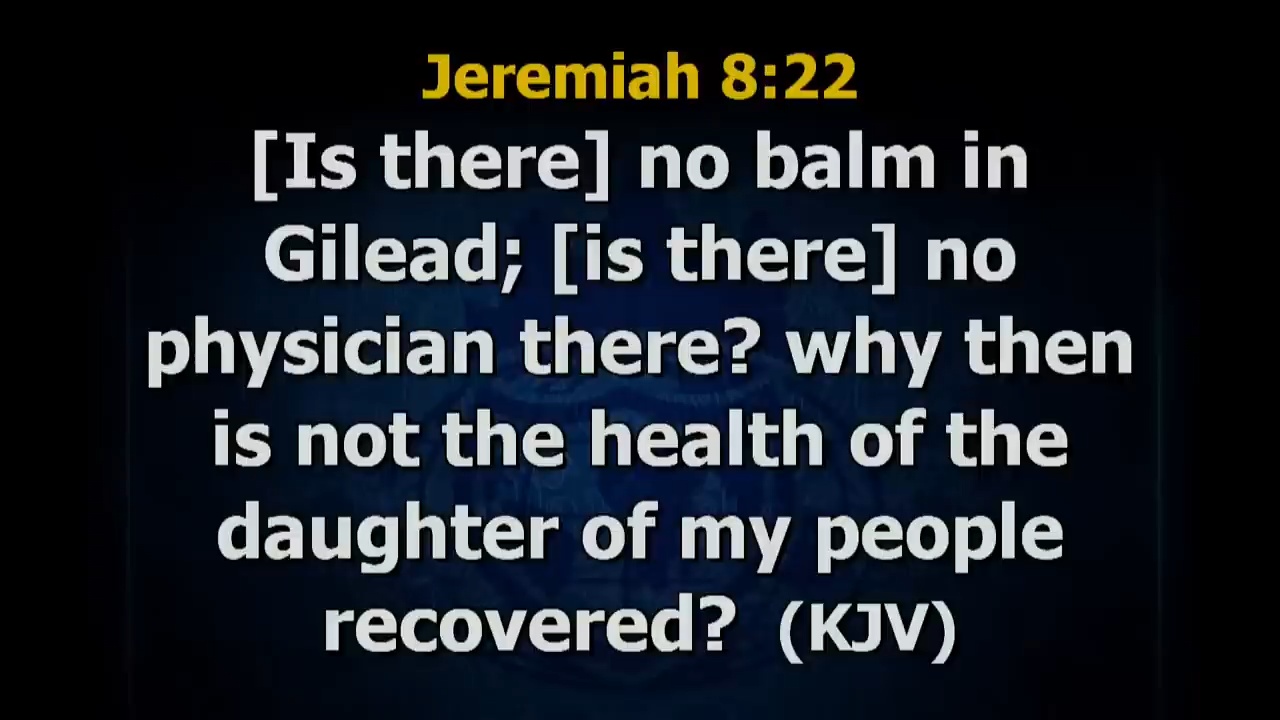 Jeremiah 8:22
[Is there] no balm in
Gilead; [is there] no
physician there? why then
is not the health of the
daughter of my people
recovered? (KJV)